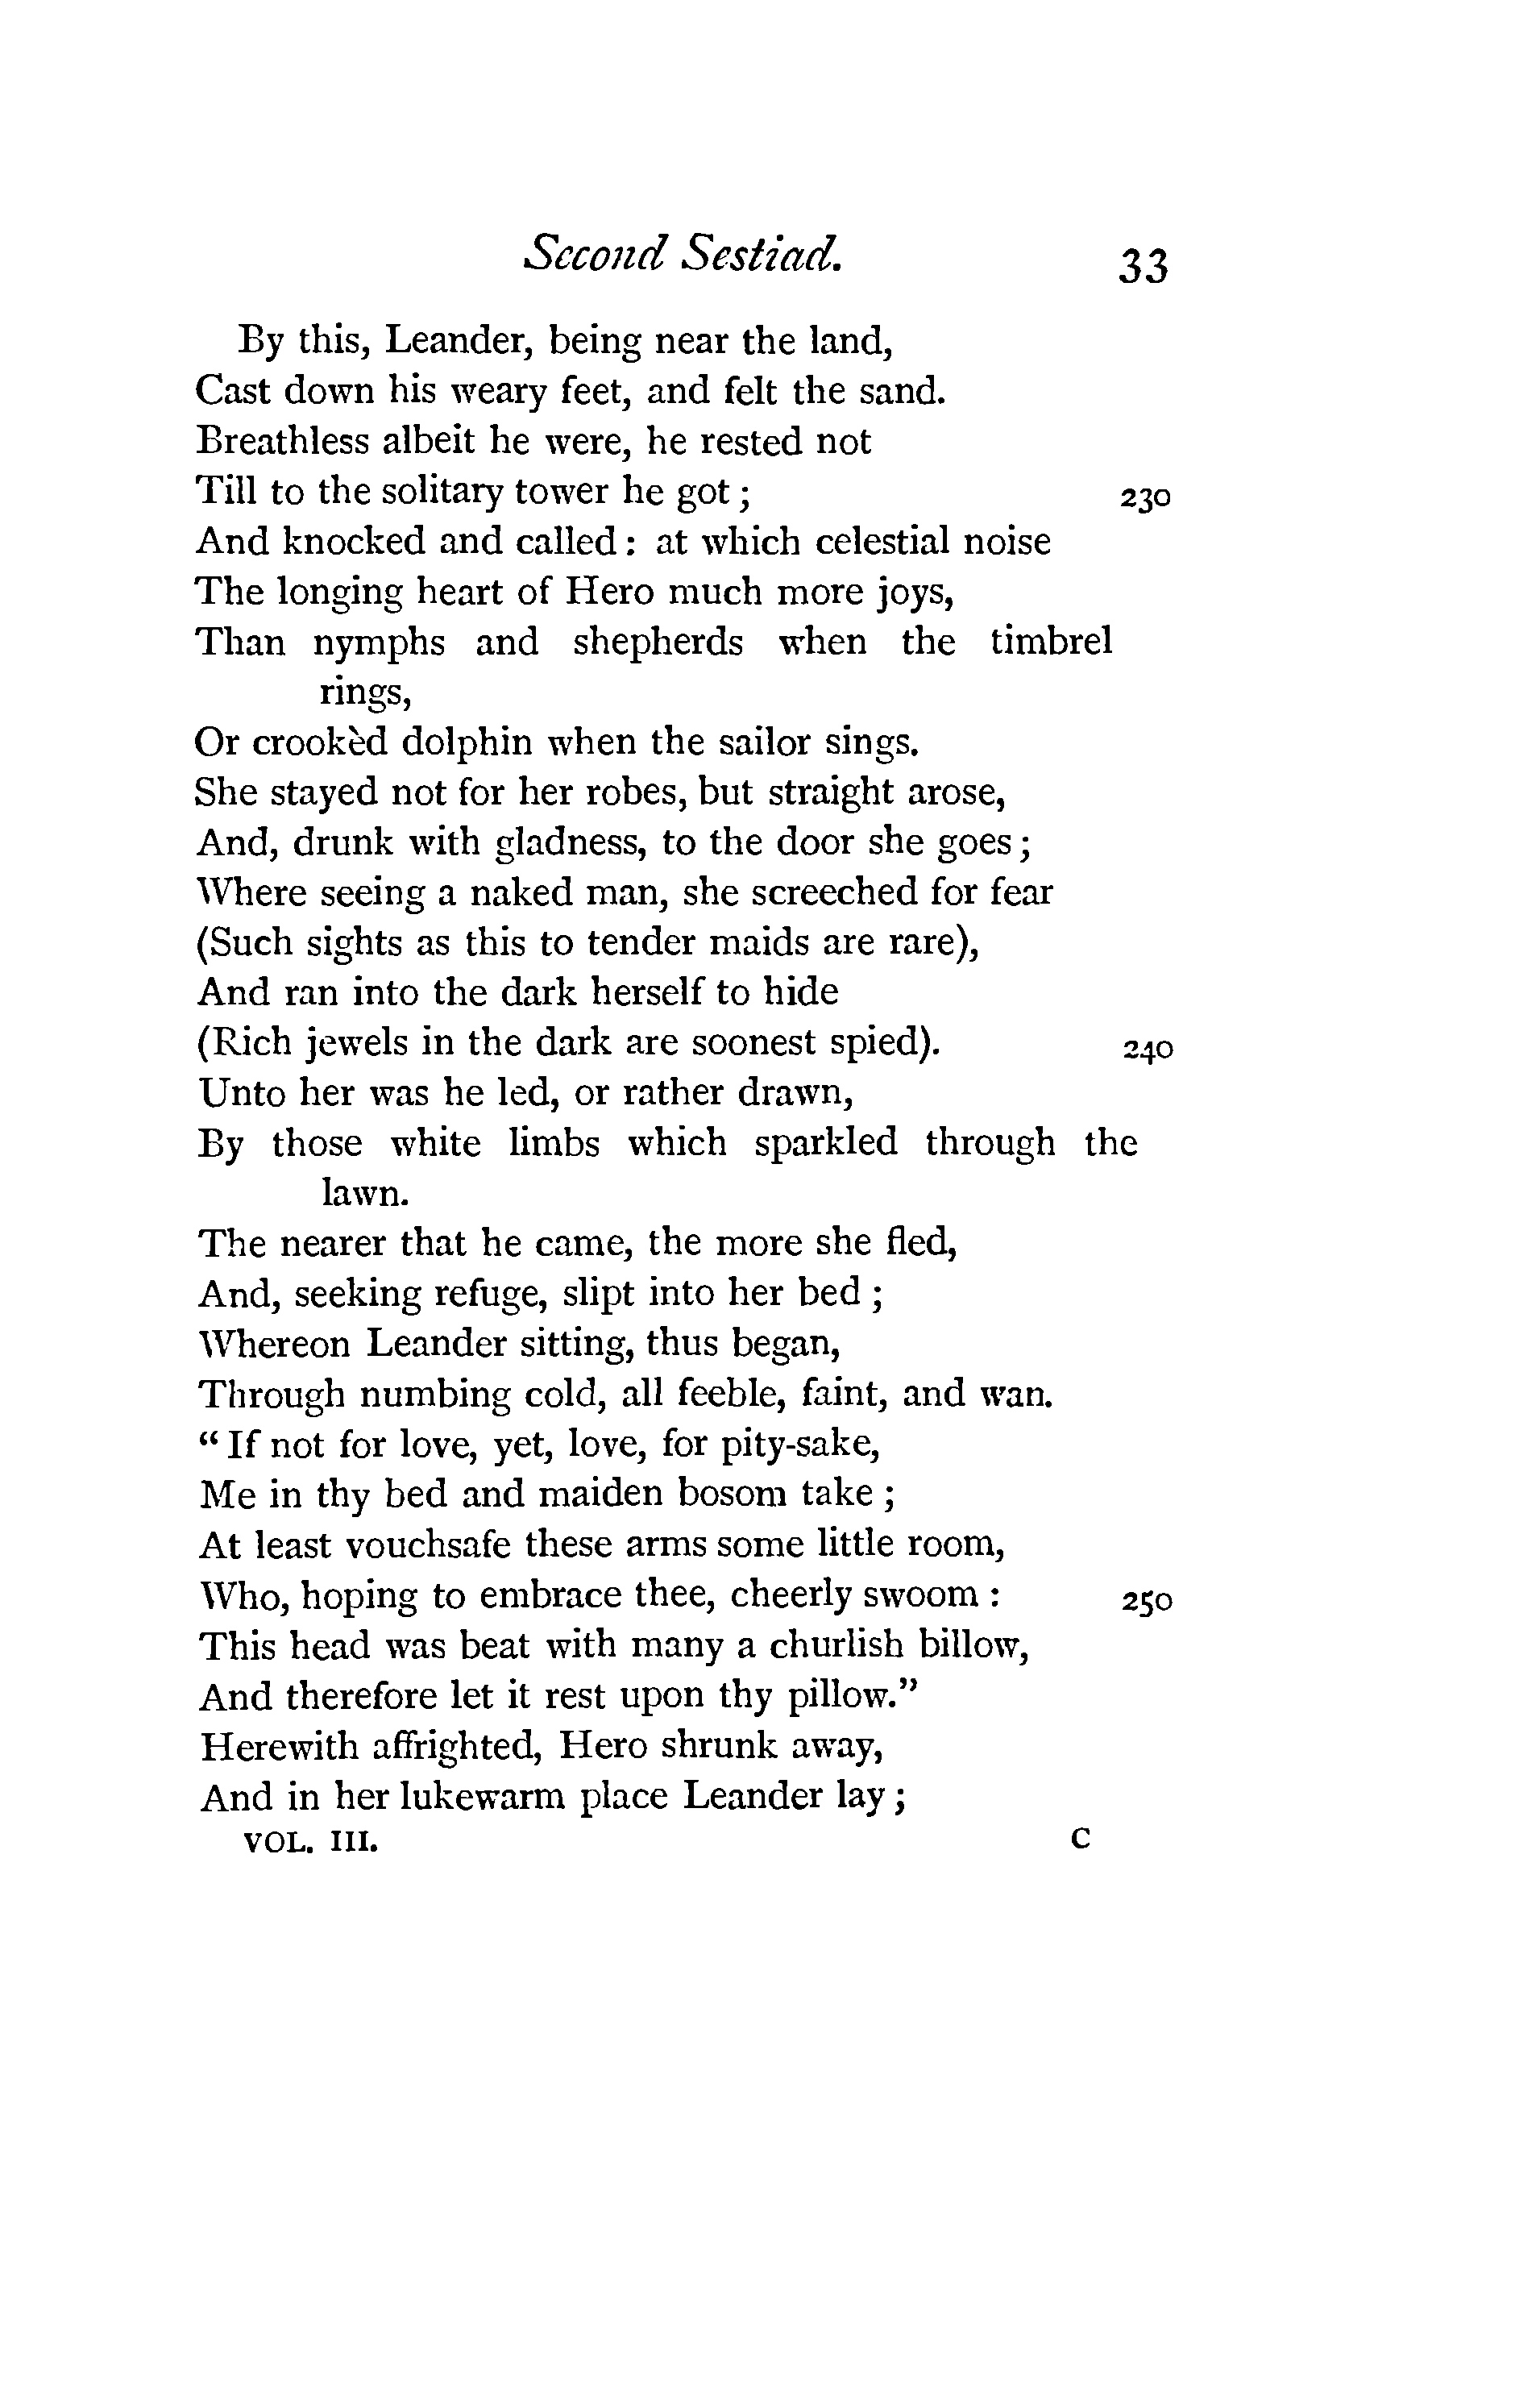 Second Sestiad. 33
By this, Leander, being near the land,
Cast down his weary feet, and felt the sand.
Breathless albeit he were, he rested not
Till to the solitary tower he got ; 230
And knocked and called : at which celestial noise
The longing heart of Hero much more joys,
Than nymphs and shepherds when the timbrel
rings,
Or crookèd dolphin when the sailor sings.
She stayed not for her robes, but straight arose,
And, drunk with gladness, to the door she goes ;
Where seeing a naked man, she screeched for fear
(Such sights as this to tender maids are rare),
And ran into the dark herself to hide
(Rich jewels in the dark are soonest spied). 240
Unto her was he led, or rather drawn,
By those white limbs which sparkled through the
lawn.
The nearer that he came, the more she fled,
And, seeking refuge, slipt into her bed ;
Whereon Leander sitting, thus began,
Through numbing cold, all feeble, faint, and wan.
“ If not for love, yet, love, for pity-sake,
Me in thy bed and maiden bosom take ;
At least vouchsafe these arms some little room,
Who, hoping to embrace thee, cheerly swoom : 250
This head was beat with many a churlish billow,
And therefore let it rest upon thy pillow.”
Herewith affrighted, Hero shrunk away,
And in her lukewarm place Leander lay ;
VOL. III. C